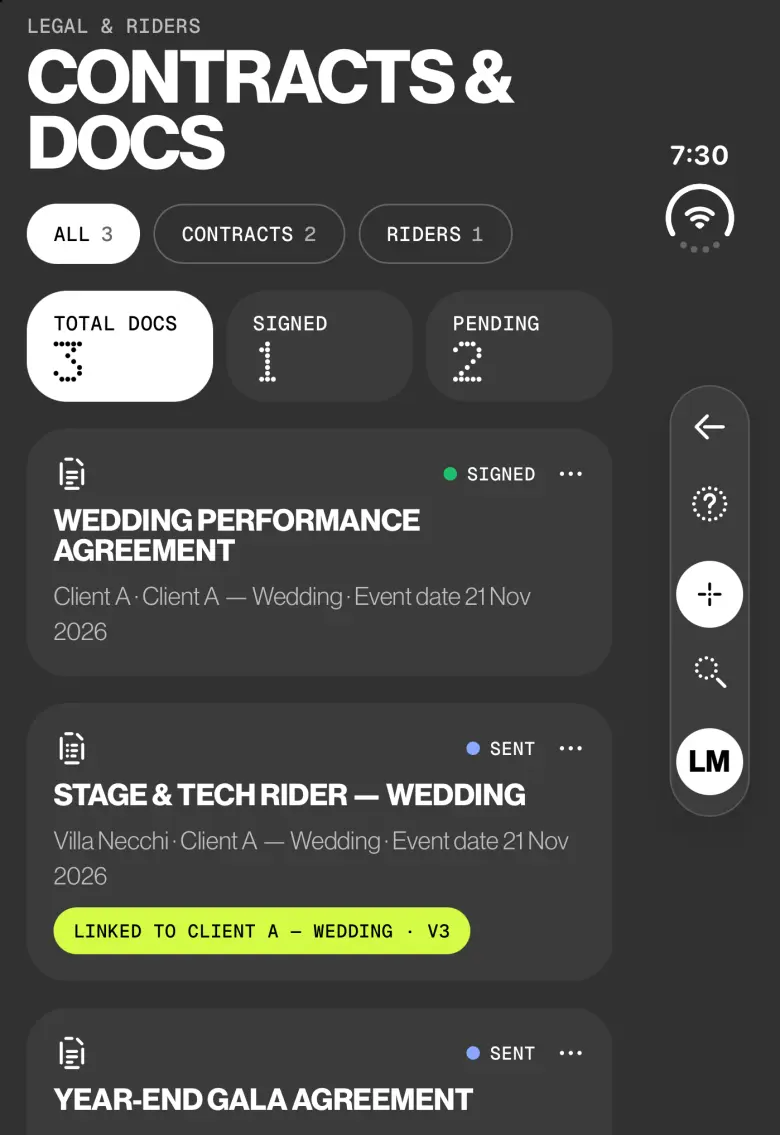 LEGAL & RIDERS
CONTRACTS &
DOCS
7:30
ALL 3
CONTRACTS 2
RIDERS 1
TOTAL DOCS
3
SIGNED
1
PENDING
2
SIGNED
WEDDING PERFORMANCE
AGREEMENT
Client A · Client A — Wedding · Event date 21 Nov
2026
SENT
STAGE & TECH RIDER — WEDDING
Villa Necchi · Client A — Wedding · Event date 21 Nov
2026
LINKED TO CLIENT A — WEDDING · V3
SENT
YEAR-END GALA AGREEMENT
?
LM